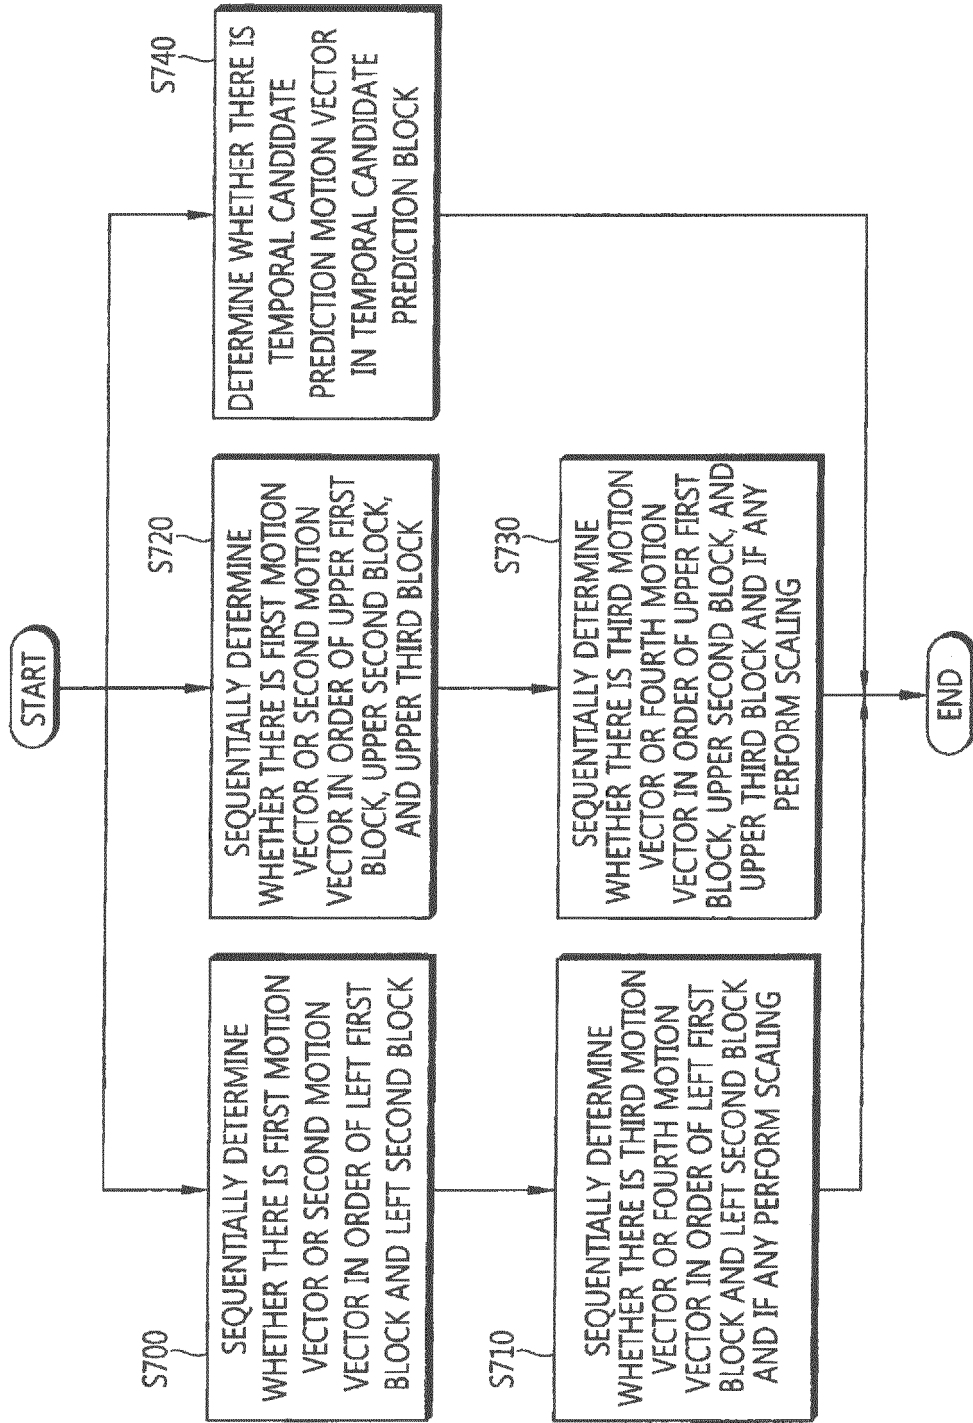 START
S700
SEQUENTIALLY DETERMINE
WHETHER THERE IS FIRST MOTION
VECTOR OR SECOND MOTION
VECTOR IN ORDER OF LEFT FIRST
BLOCK AND LEFT SECOND BLOCK
S720
SEQUENTIALLY DETERMINE
WHETHER THERE IS FIRST MOTION
VECTOR OR SECOND MOTION
VECTOR IN ORDER OF UPPER FIRST
BLOCK, UPPER SECOND BLOCK,
AND UPPER THIRD BLOCK
S740
DETERMINE WHETHER THERE IS
TEMPORAL CANDIDATE
PREDICTION MOTION VECTOR
IN TEMPORAL CANDIDATE
PREDICTION BLOCK
S710
SEQUENTIALLY DETERMINE
WHETHER THERE IS THIRD MOTION
VECTOR OR FOURTH MOTION
VECTOR IN ORDER OF LEFT FIRST
BLOCK AND LEFT SECOND BLOCK
AND IF ANY PERFORM SCALING
S730
SEQUENTIALLY DETERMINE
WHETHER THERE IS THIRD MOTION
VECTOR OR FOURTH MOTION
VECTOR IN ORDER OF UPPER FIRST
BLOCK, UPPER SECOND BLOCK, AND
UPPER THIRD BLOCK AND IF ANY
PERFORM SCALING
END